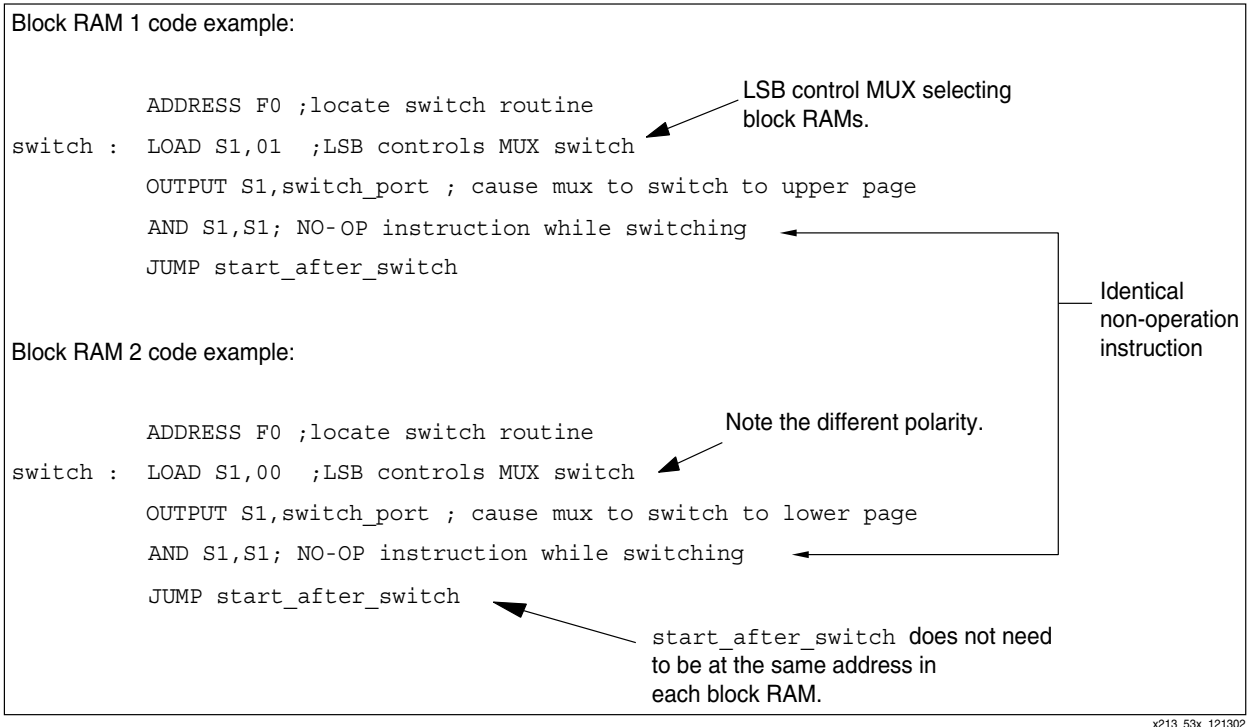 Block RAM 1 code example:
LSB control MUX selecting
block RAMs.
ADDRESS F0 ;locate switch routine
switch : LOAD S1,01 ;LSB controls MUX switch
OUTPUT S1,switch_port ; cause mux to switch to upper page
AND S1,S1; NO-OP instruction while switching
JUMP start_after_switch
Identical
non-operation
instruction
Block RAM 2 code example:
Note the different polarity.
ADDRESS F0 ;locate switch routine
switch : LOAD S1,00 ;LSB controls MUX switch
OUTPUT S1,switch_port ; cause mux to switch to lower page
AND S1,S1; NO-OP instruction while switching
JUMP start_after_switch
start_after_switch does not need
to be at the same address in
each block RAM.
x213_53x_121302